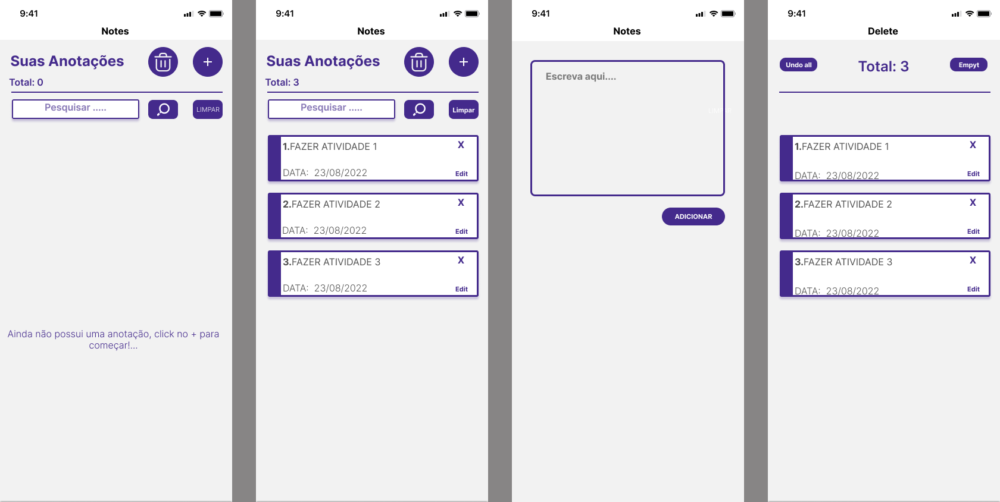 9:41
Notes
Suas Anotações
Total: 0
Pesquisar .....
LIMPAR
Ainda não possui uma anotação, click no + para
começar!...
9:41
Notes
Suas Anotações
Total: 3
Pesquisar .....
Limpar
1.FAZER ATIVIDADE 1
X
DATA: 23/08/2022
Edit
2.FAZER ATIVIDADE 2
X
DATA: 23/08/2022
Edit
3.FAZER ATIVIDADE 3
X
DATA: 23/08/2022
Edit
9:41
Notes
Escreva aqui....
LIMPAR
ADICIONAR
9:41
Delete
Undo all
Total: 3
Empyt
1.FAZER ATIVIDADE 1
X
DATA: 23/08/2022
Edit
2.FAZER ATIVIDADE 2
X
DATA: 23/08/2022
Edit
3.FAZER ATIVIDADE 3
X
DATA: 23/08/2022
Edit